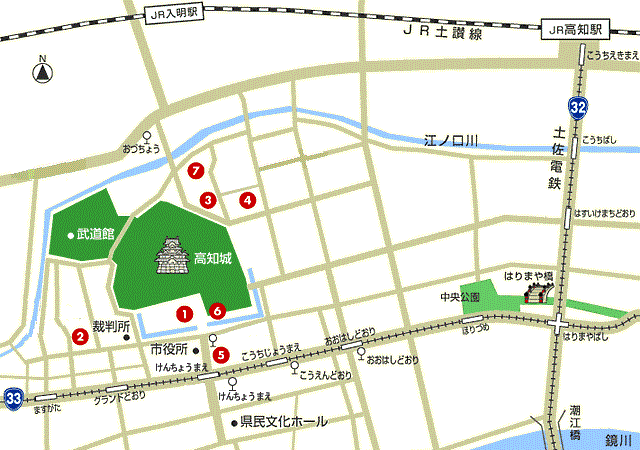 JR入明駅
JR土讃線
JR高知駅
こうちえきまえ
N
32
おづちょう
江ノ口川
こうちばし
土佐電鉄
7
3
4
はすいけまちどおり
武道館
高知城
はりまや橋
中央公園
1
6
2
裁判所
ほりづめ
はりまやばし
市役所
5
こうちじょうまえ
おおはしどおり
おおはしどおり
けんちょうまえ
こうえんどおり
33
ますがた
グランドどおり
けんちょうまえ
県民文化ホール
潮江橋
鏡川